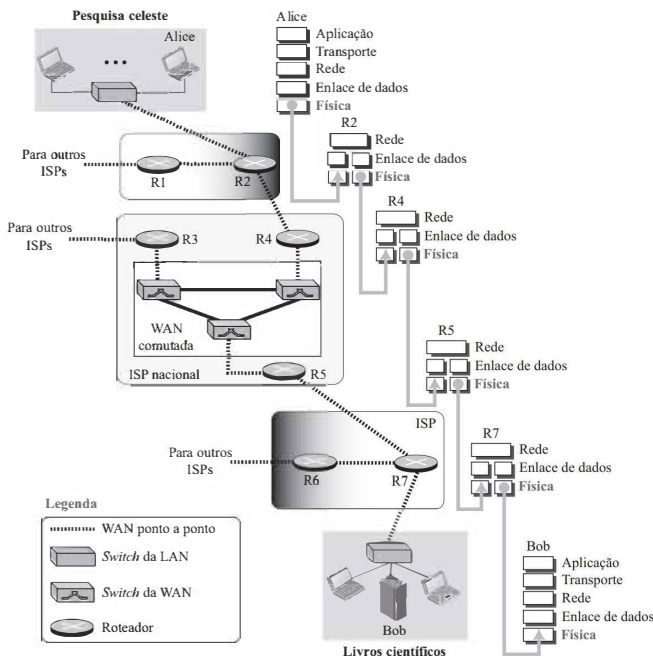 Pesquisa celeste
Alice
Alice
Aplicação
Transporte
Rede
Enlace de dados
Física
R2
Rede
Enlace de dados
Física
Para outros
ISPs
R1
R2
R4
Rede
Enlace de dados
Física
Para outros
ISPs
R3
R4
WAN
comutada
ISP nacional
R5
R5
Rede
Enlace de dados
Física
ISP
Para outros
ISPs
R6
R7
R7
Rede
Enlace de dados
Física
Legenda
WAN ponto a ponto
Switch da LAN
Switch da WAN
Roteador
Bob
Livros científicos
Bob
Aplicação
Transporte
Rede
Enlace de dados
Física